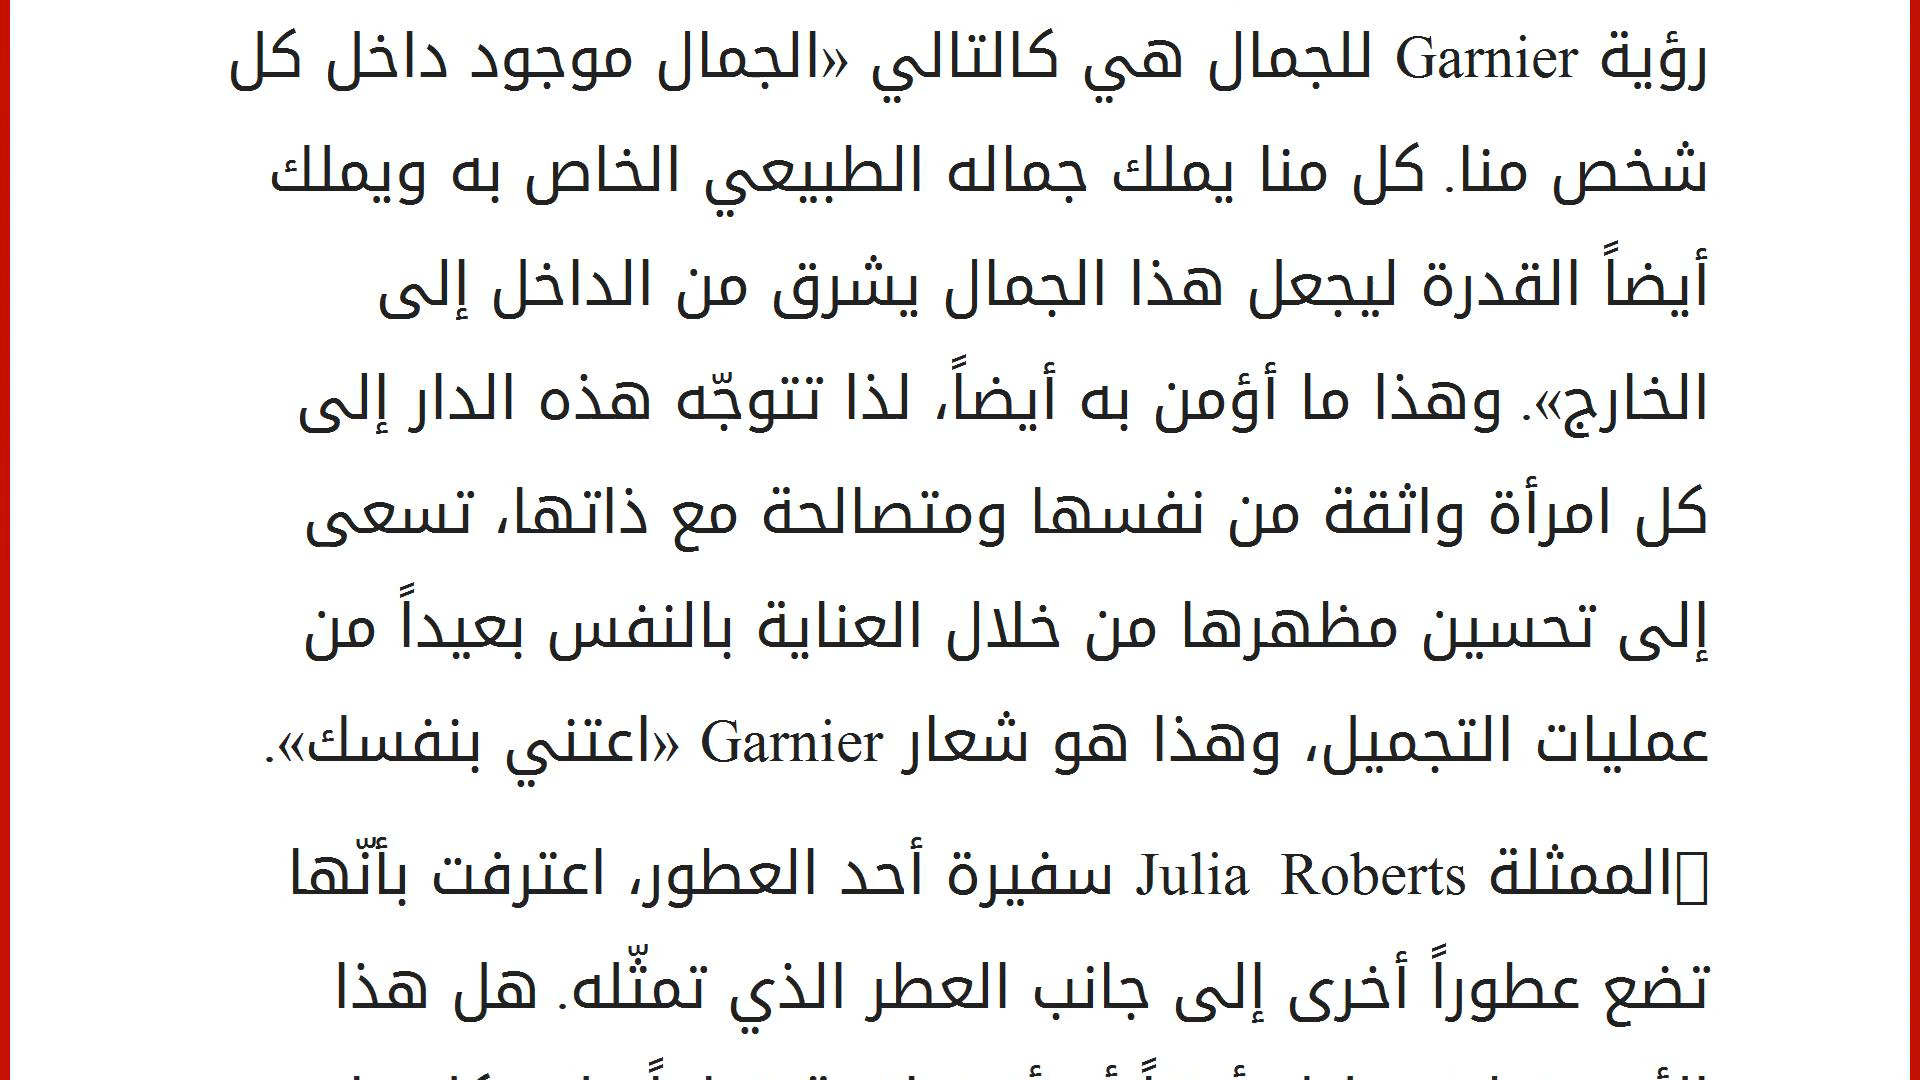 رؤية Garnier للجمال هي كالتالي «الجمال موجود داخل كل
شخص منا. كل منا يملك جماله الطبيعي الخاص به ويملك
أيضاً القدرة ليجعل هذا الجمال يشرق من الداخل إلى
الخارج». وهذا ما أؤمن به أيضاً، لذا تتوجّه هذه الدار إلى
كل امرأة واثقة من نفسها ومتصالحة مع ذاتها، تسعى
إلى تحسين مظهرها من خلال العناية بالنفس بعيداً من
عمليات التجميل، وهذا هو شعار Garnier «اعتني بنفسك».
الممثلة Julia Roberts سفيرة أحد العطور، اعترفت بأنّها
تضع عطوراً أخرى إلى جانب العطر الذي تمثّله. هل هذا